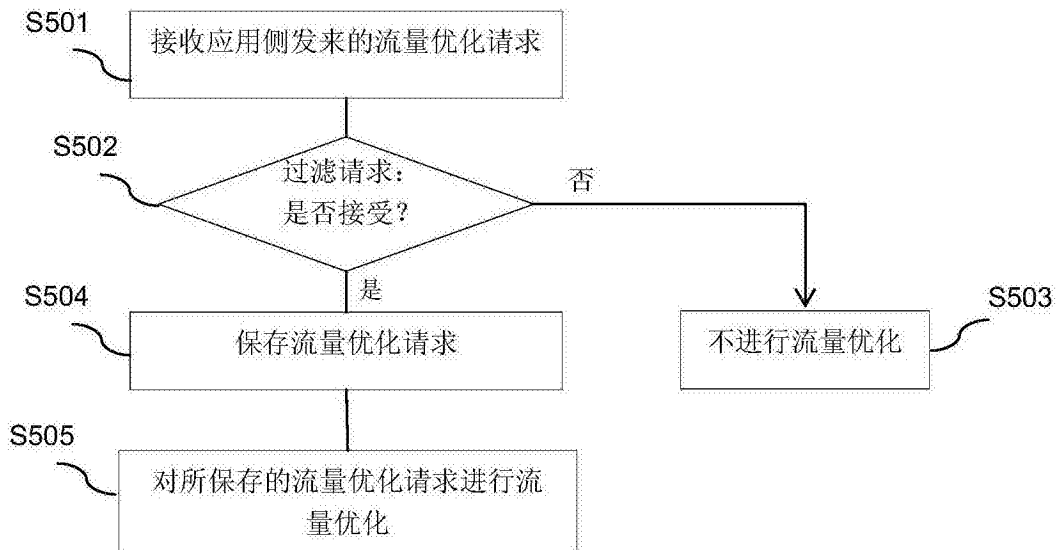 S501
接收应用侧发来的流量优化请求
S502
过滤请求：
是否接受？
否
是
S504
保存流量优化请求
S503
不进行流量优化
S505
对所保存的流量优化请求进行流
量优化